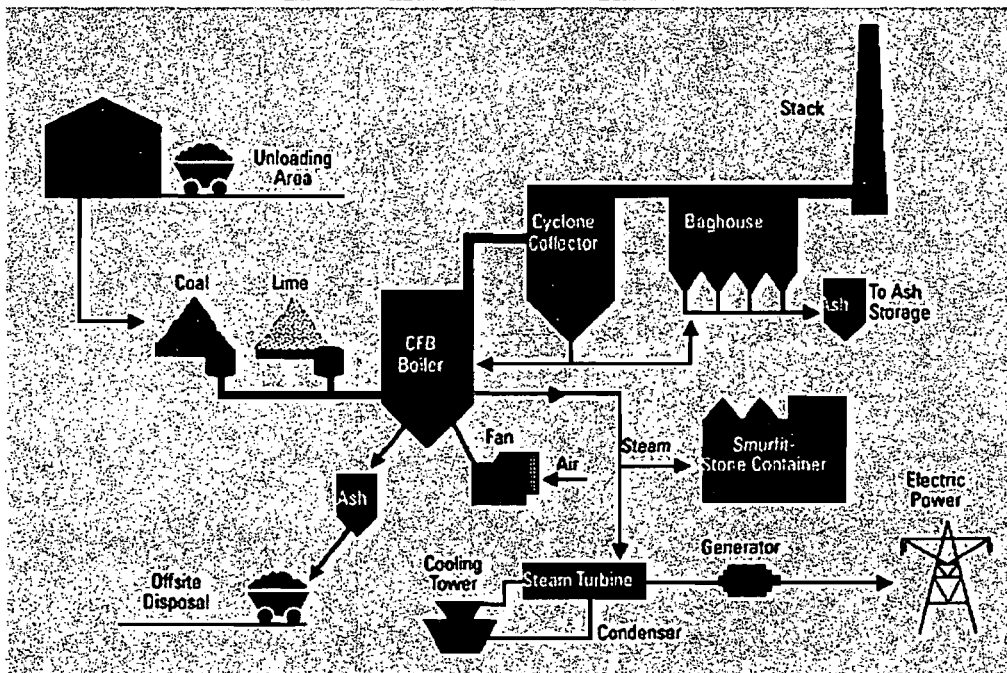 Stack
Unloading
Area
Cyclone
Collector
Baghouse
Coal
Lime
Ash
To Ash
Storage
CFB
Boiler
Fan
Steam
Smurfit-
Stone Container
Air
Ash
Electric
Power
Generator
Cooling
Tower
Steam Turbine
Offsite
Disposal
Condenser